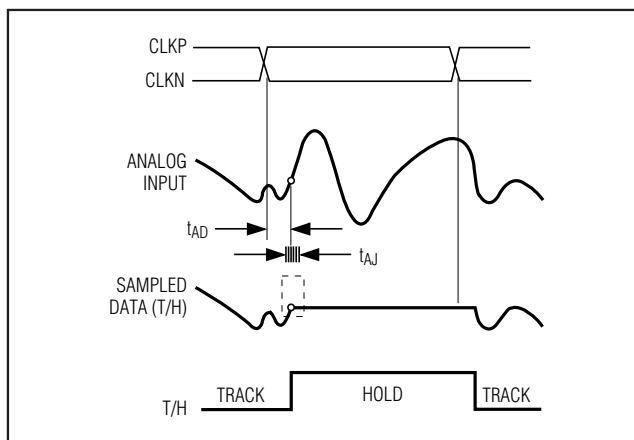 CLKP
CLKN
ANALOG
INPUT
tAD
tAJ
SAMPLED
DATA (T/H)
TRACK
HOLD
TRACK
T/H